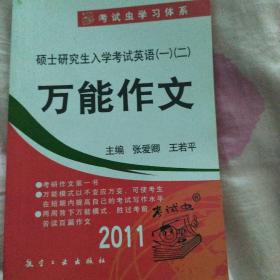 考试虫学习体系
硕士研究生入学考试英语(一)(二)
万能作文
主编 张爱卿 王若平
●考研作文第一书
●万能模式以不变应万变,可使考生
在短期内提高自己的考试写作水平
●两周背下万能模式,胜过考前
苦读百篇作文
考试虫
2011
航空工业出版社